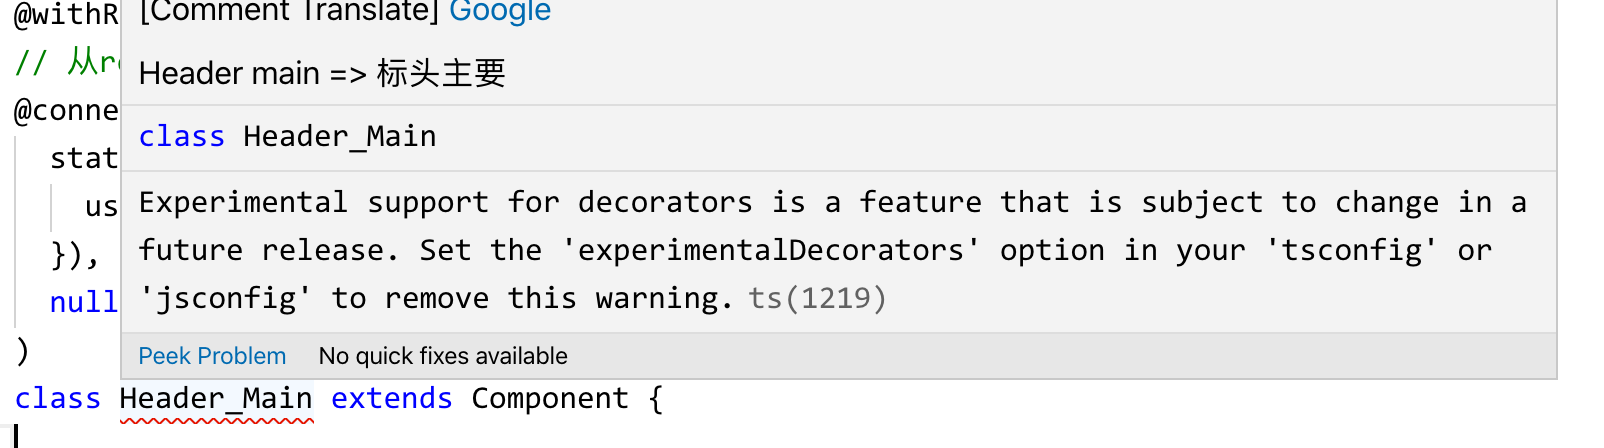 @withR
[Comment Translate] Google
// 从re
Header main => 标头主要
@conne
class Header_Main
stat
us
Experimental support for decorators is a feature that is subject to change in a
}),
future release. Set the 'experimentalDecorators' option in your 'tsconfig' or
null
'jsconfig' to remove this warning. ts(1219)
)
Peek Problem No quick fixes available
class Header_Main extends Component {